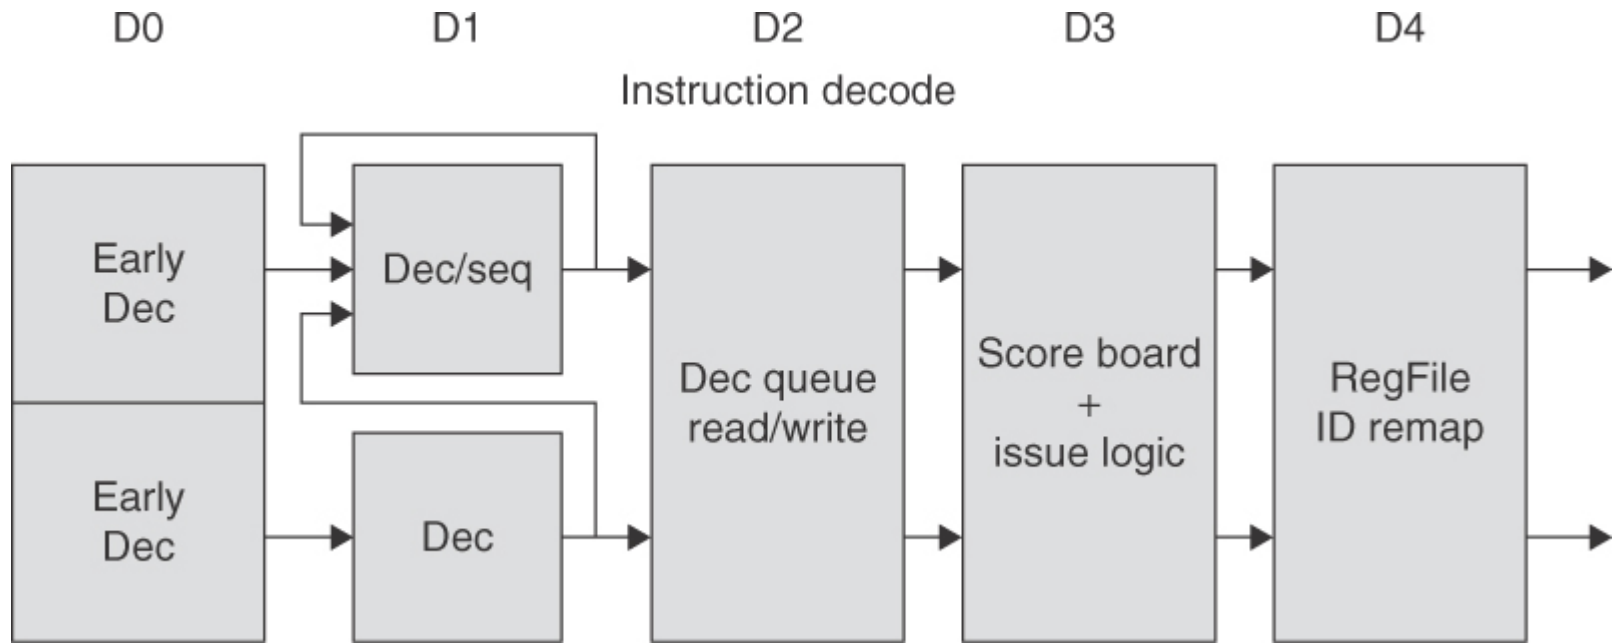 D0 D1 D2 D3 D4
Instruction decode
Early
Dec
Early
Dec
Dec/seq
Dec
Dec queue
read/write
Score board
+
issue logic
RegFile
ID remap